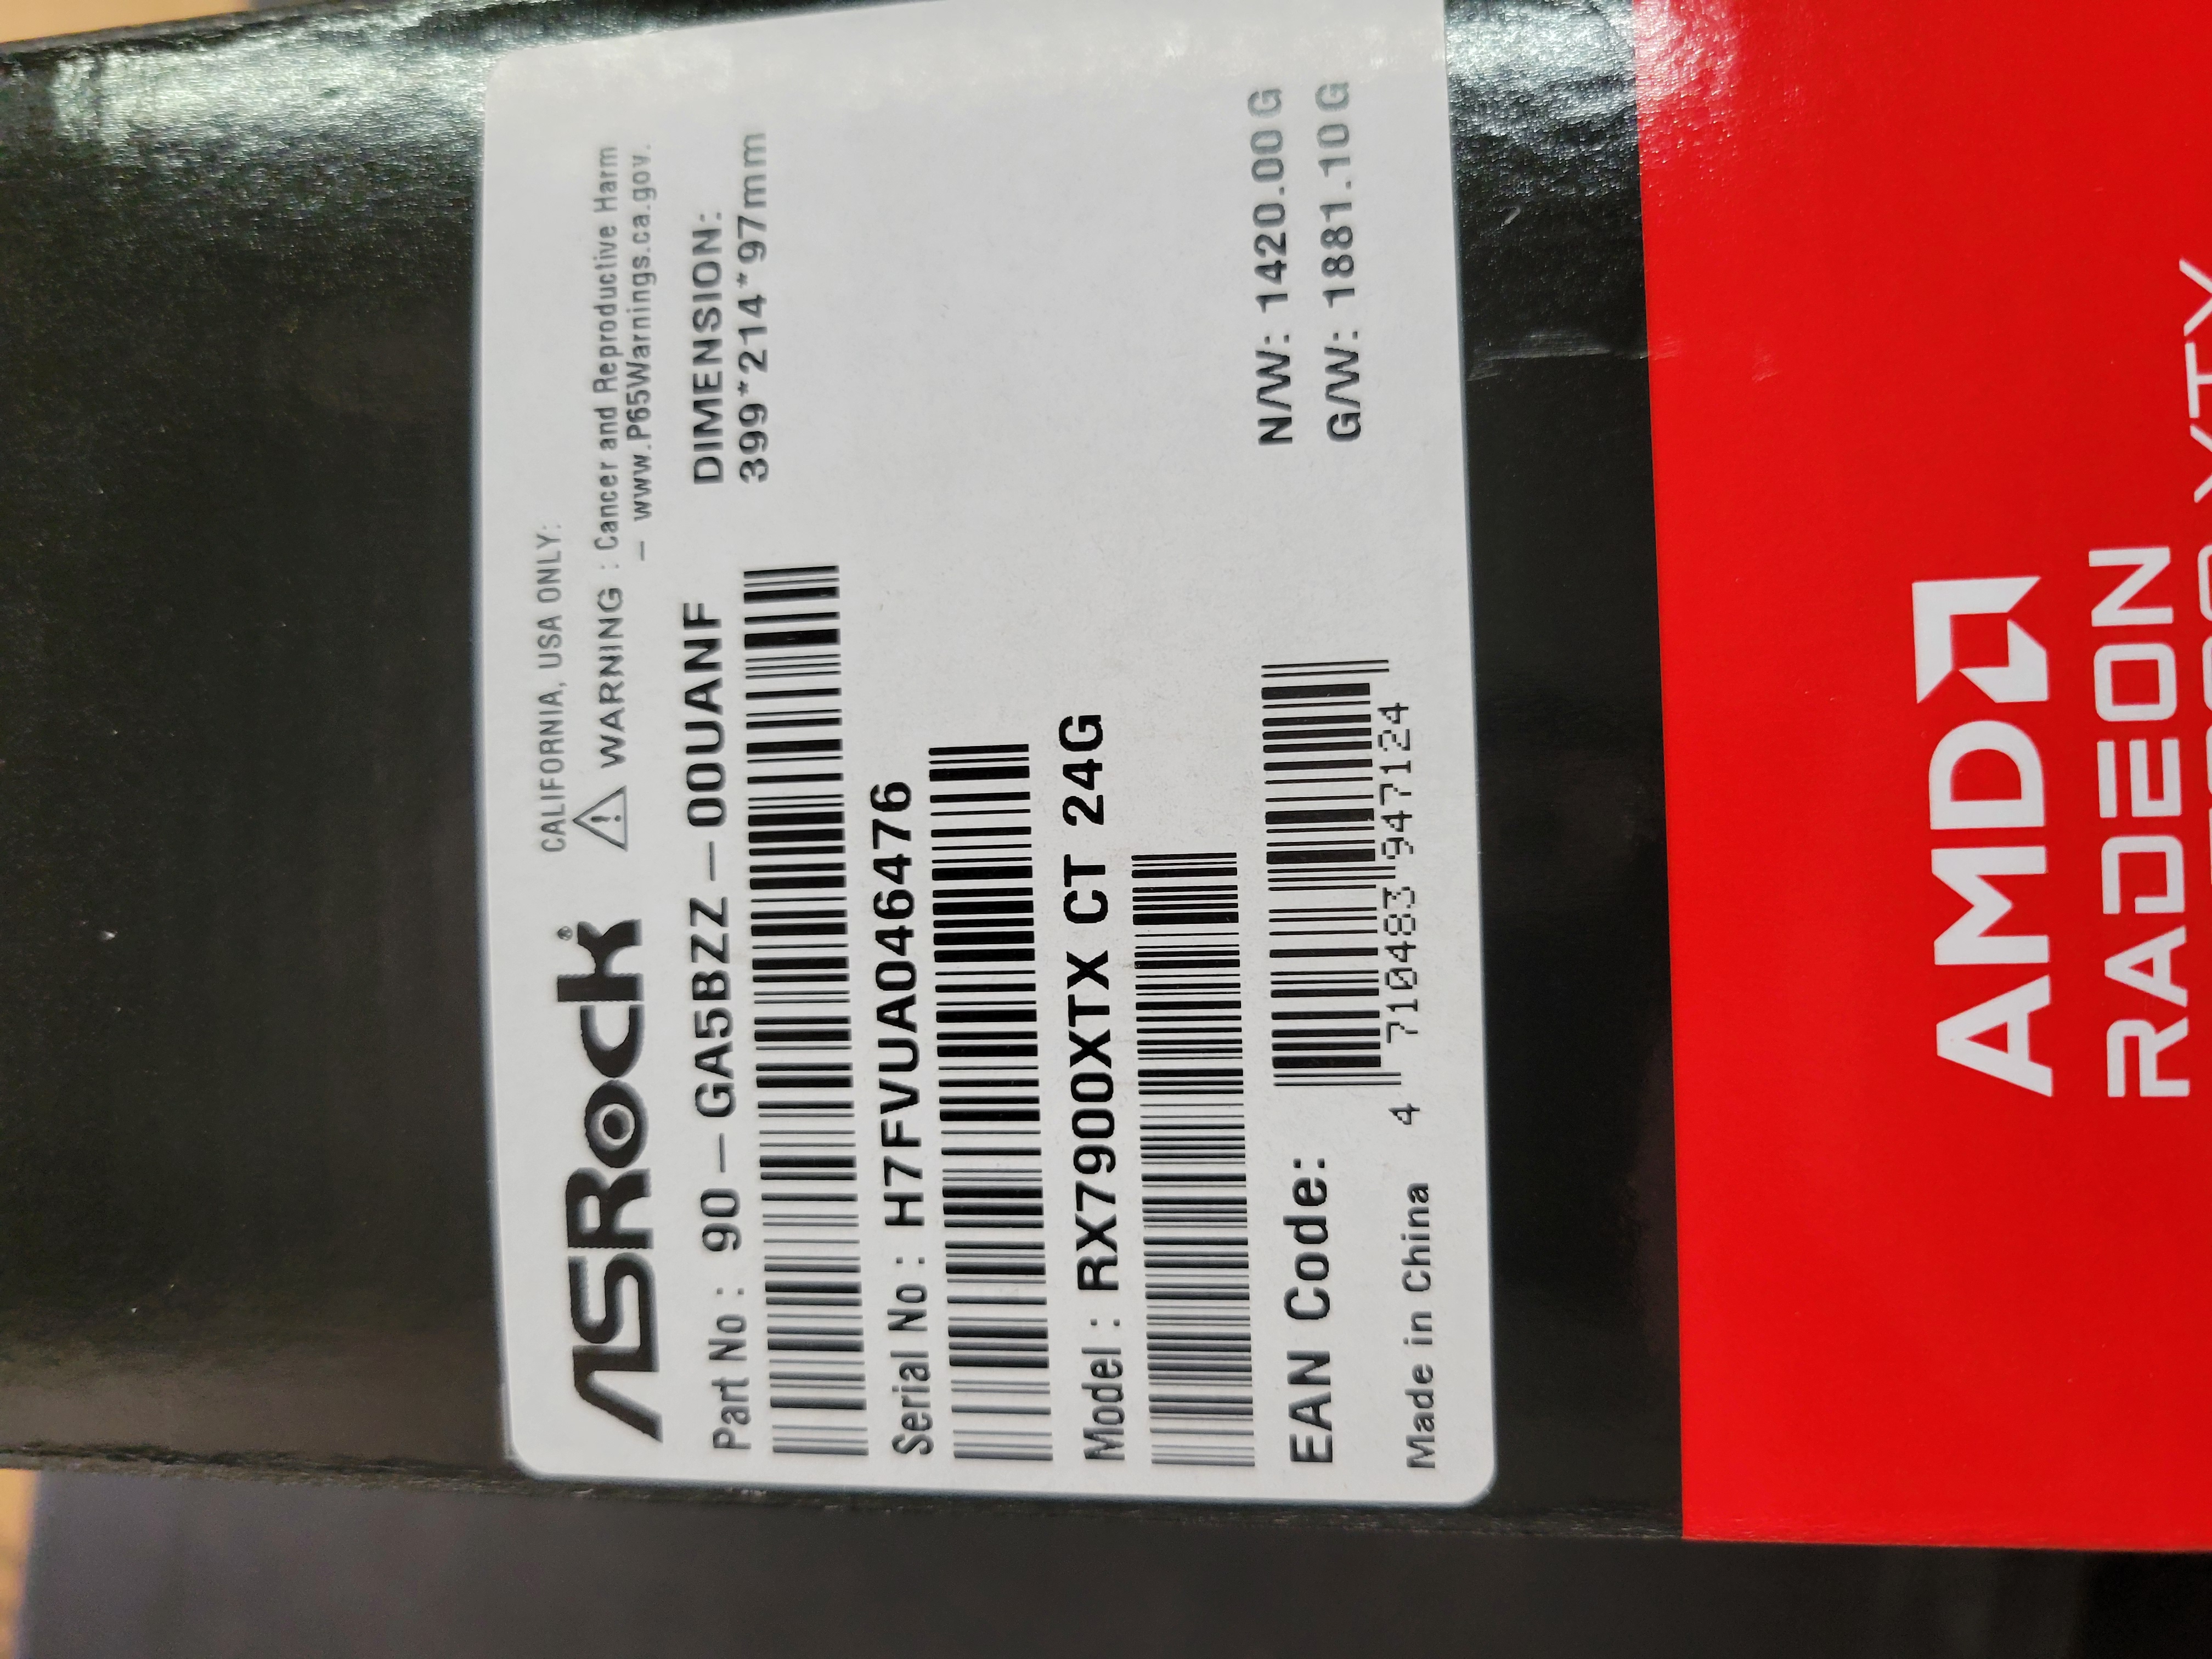 ASRock®
CALIFORNIA, USA ONLY:
⚠ WARNING : Cancer and Reproductive Harm
– www.P65Warnings.ca.gov.
Part No : 90-GA5BZZ-00UANF
DIMENSION:
399*214*97mm
Serial No : H7FVUA046476
Model : RX7900XTX CT 24G
EAN Code:
4 710483 947124
N/W: 1420.00G
G/W: 1881.10G
Made in China
AMD
RADEON
XTX